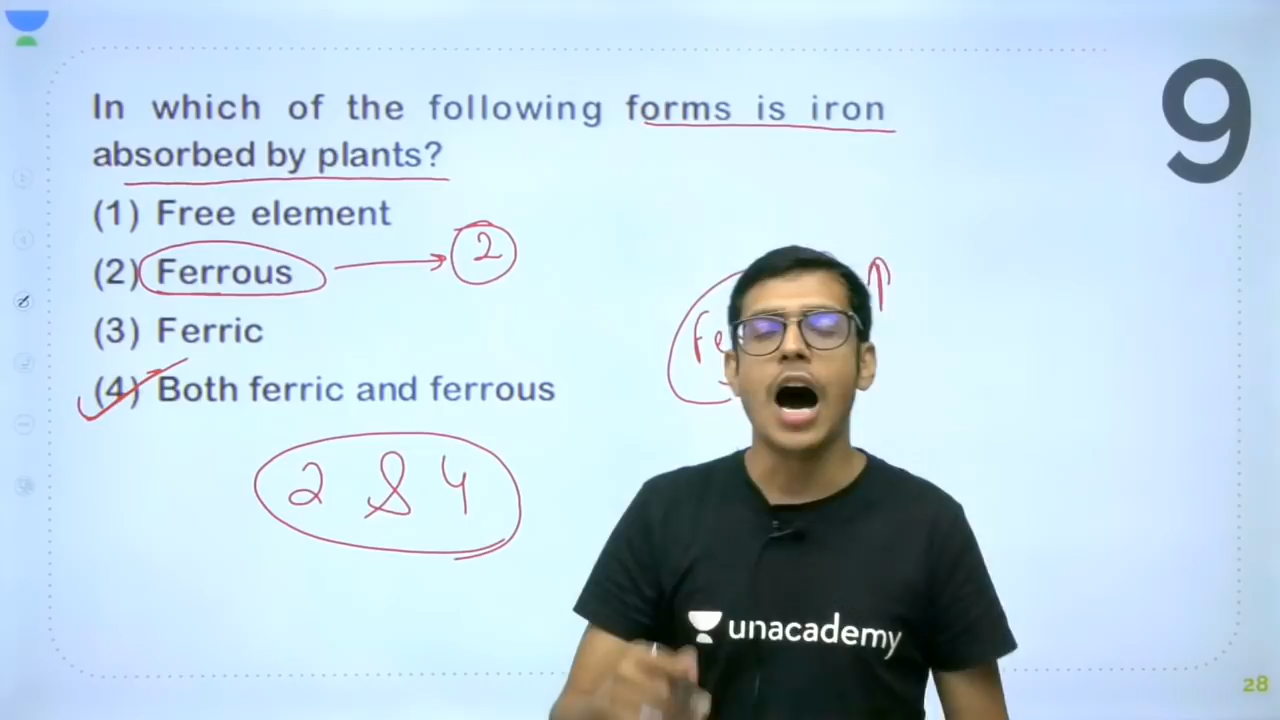 9
In which of the following forms is iron
absorbed by plants?
(1) Free element
(2) Ferrous → 2
(3) Ferric
(4) Both ferric and ferrous
Fe
2 & 4
unacademy
28